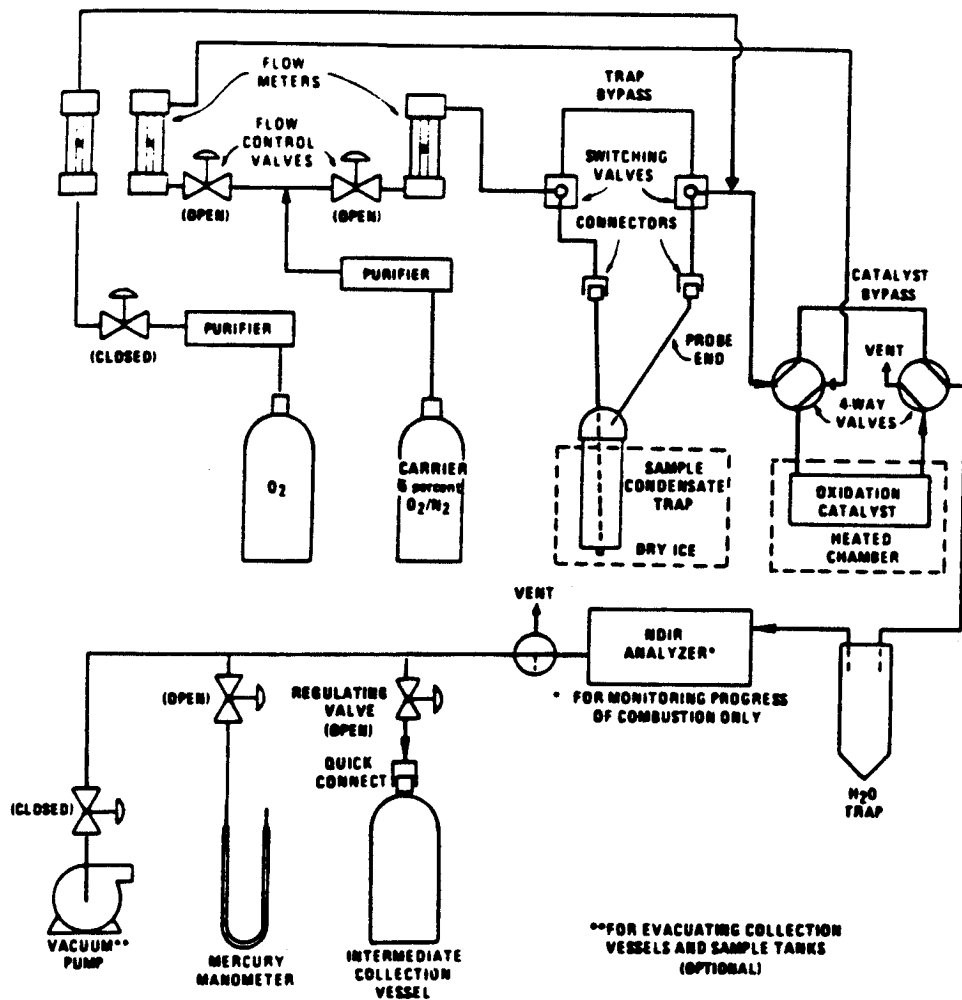 FLOW
METERS
TRAP
BYPASS
FLOW
CONTROL
VALVES
SWITCHING
VALVES
(OPEN)
(OPEN)
CONNECTORS
PURIFIER
CATALYST
BYPASS
PURIFIER
(CLOSED)
PROBE
END
VENT
4-WAY
VALVES
O2
CARRIER
5 percent
O2/N2
SAMPLE
CONDENSATE
TRAP
DRY ICE
OXIDATION
CATALYST
HEATED
CHAMBER
VENT
NDIR
ANALYZER*
(OPEN)
REGULATING
VALVE
(OPEN)
* FOR MONITORING PROGRESS
OF COMBUSTION ONLY
QUICK
CONNECT
H2O
TRAP
(CLOSED)
VACUUM**
PUMP
MERCURY
MANOMETER
INTERMEDIATE
COLLECTION
VESSEL
**FOR EVACUATING COLLECTION
VESSELS AND SAMPLE TANKS
(OPTIONAL)